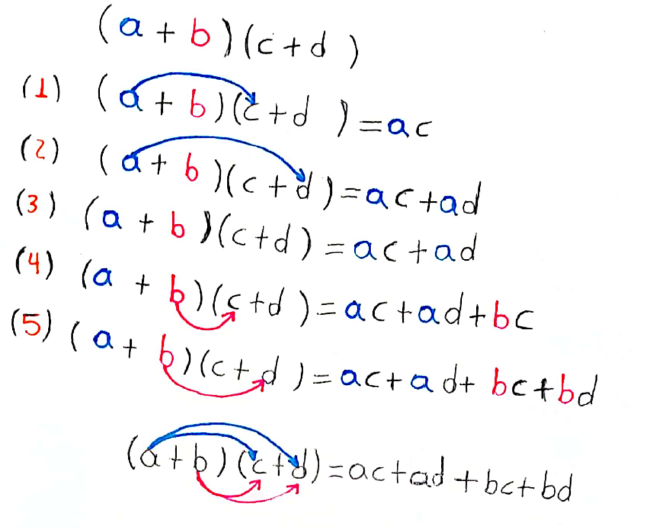 (a + b)(c + d)
(1) (a + b)(c + d) = ac
(2) (a + b)(c + d) = ac + ad
(3) (a + b)(c + d) = ac + ad
(4) (a + b)(c + d) = ac + ad + bc
(5) (a + b)(c + d) = ac + ad + bc + bd
(a + b)(c + d) = ac + ad + bc + bd